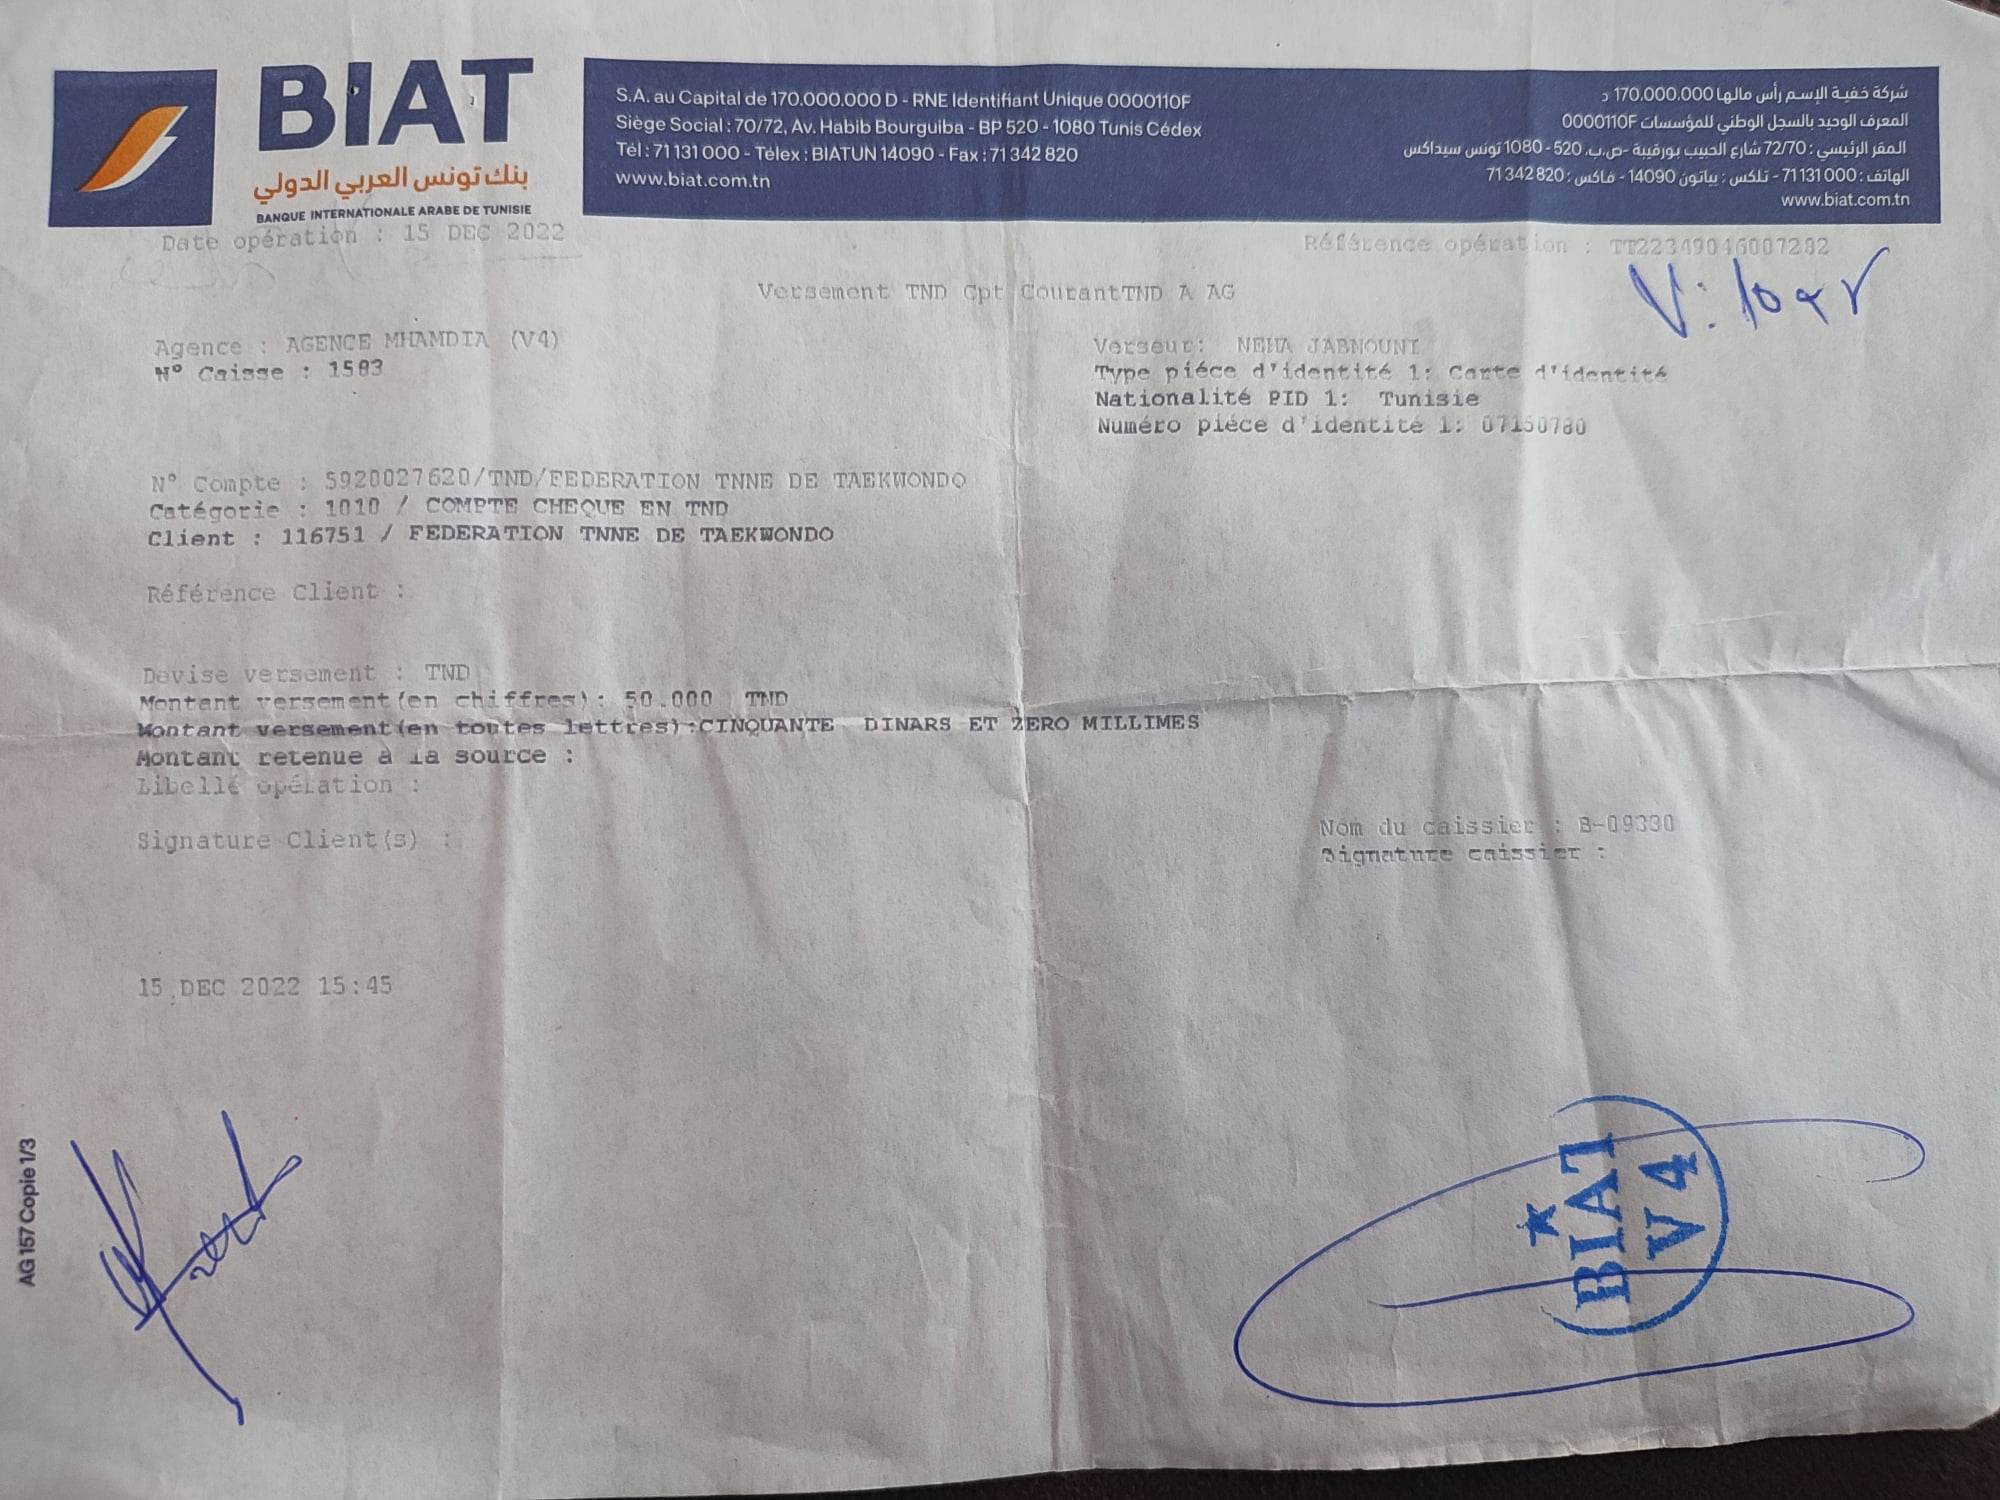 BIAT
بنك تونس العربي الدولي
BANQUE INTERNATIONALE ARABE DE TUNISIE
S.A. au Capital de 170.000.000 D - RNE Identifiant Unique 0000110F
Siège Social : 70/72, Av. Habib Bourguiba - BP 520 - 1080 Tunis Cédex
Tél : 71 131 000 - Télex : BIATUN 14090 - Fax : 71 342 820
www.biat.com.tn
شركة خفية الإسم رأس مالها 170.000.000 د
المعرف الوحيد بالسجل الوطني للمؤسسات 0000110F
المقر الرئيسي : 72/70 شارع الحبيب بورقيبة -ص.ب. 520 - 1080 تونس سيداكس
الهاتف : 71 131 000 - تلكس : بياتون 14090 - فاكس : 71 342 820
www.biat.com.tn
Date opération : 15 DEC 2022
Référence opération : TT22349046007282
Versement TND Cpt CourantTND A AG
Agence : AGENCE MHAMDIA (V4)
N° Caisse : 1583
Verseur: NEHA JABNOUNI
Type piéce d'identité 1: Carte d'identité
Nationalité PID 1: Tunisie
Numéro piéce d'identité 1: 07150780
N° Compte : 5920027620/TND/FEDERATION TNNE DE TAEKWONDO
Catégorie : 1010 / COMPTE CHEQUE EN TND
Client : 116751 / FEDERATION TNNE DE TAEKWONDO
Référence Client :
Devise versement : TND
Montant versement(en chiffres): 50.000 TND
Montant versement(en toutes lettres):CINQUANTE DINARS ET ZERO MILLIMES
Montant retenue à la source :
Libellé opération :
Signature Client(s) :
Nom du caissier : B-09330
Signature caissier :
15 DEC 2022 15:45
AG 157 Copie 1/3
BIAT
V4